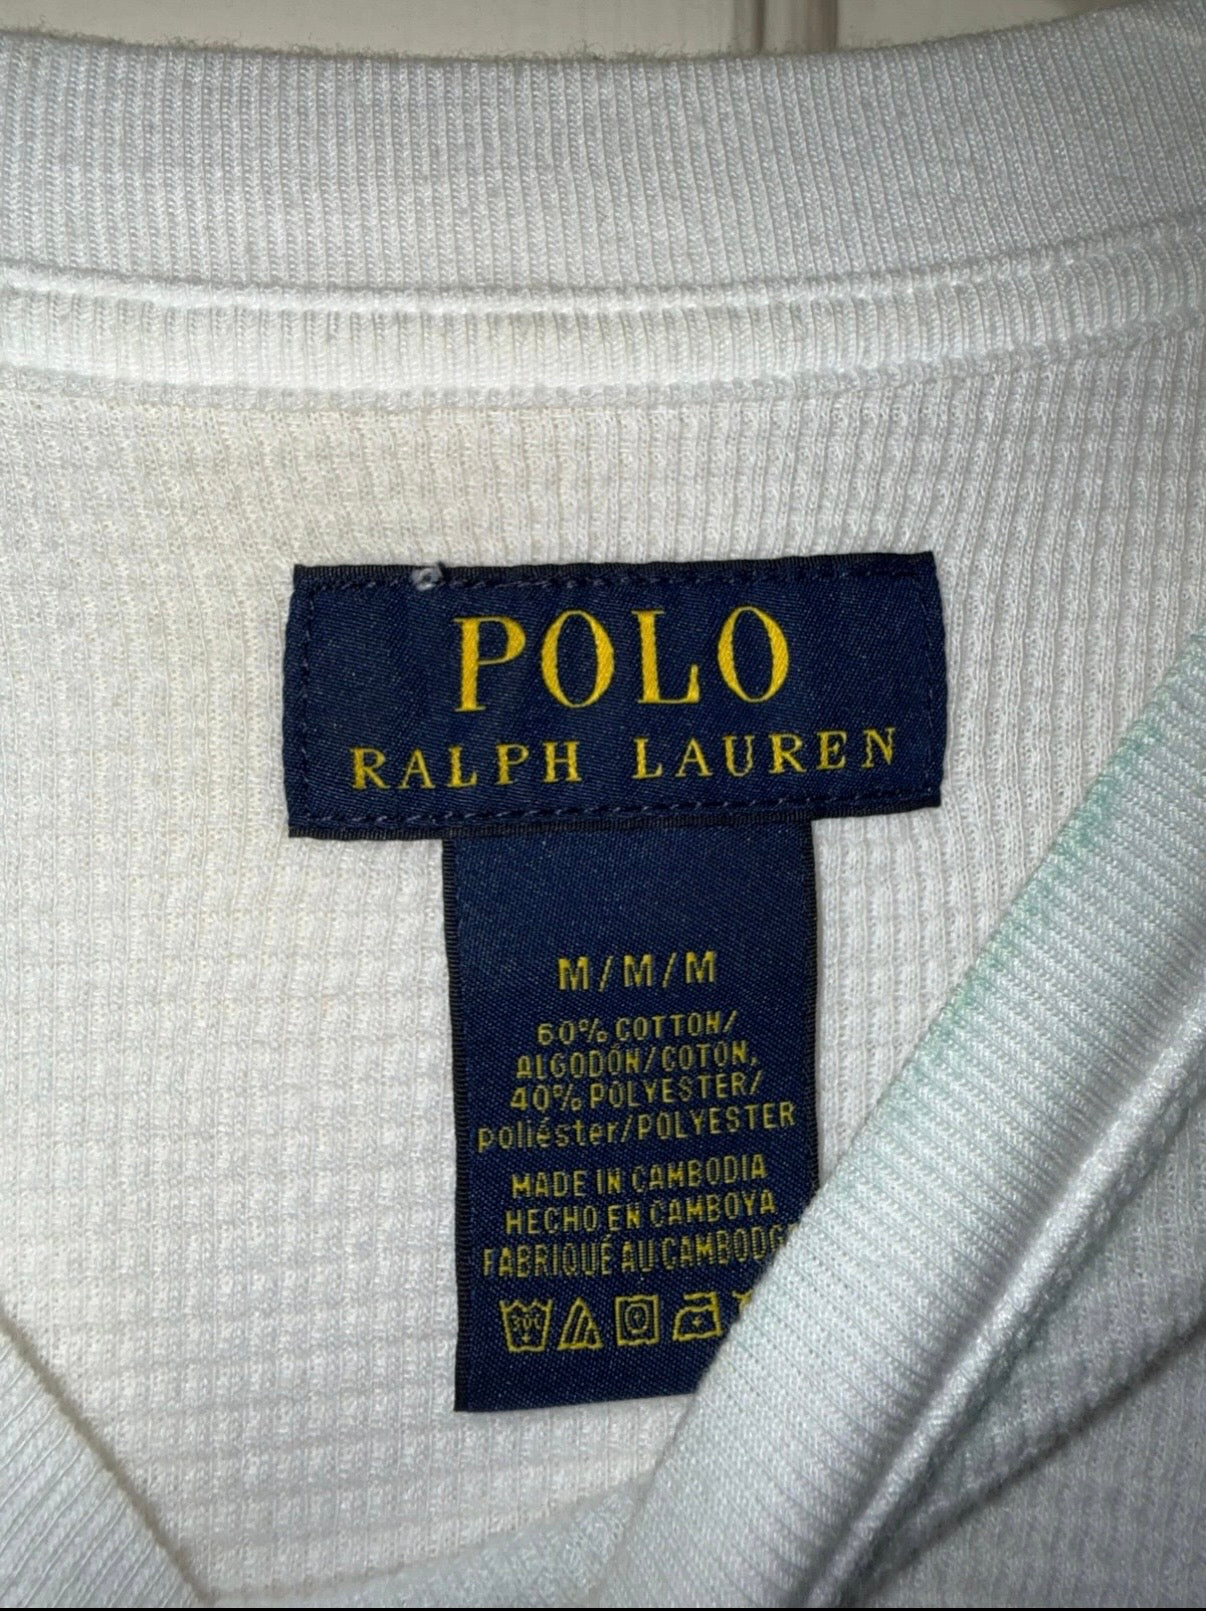 POLO
RALPH LAUREN
M/M/M
60% COTTON/
ALGODÓN/COTON,
40% POLYESTER/
poliéster/POLYESTER
MADE IN CAMBODIA
HECHO EN CAMBOYA
FABRIQUÉ AU CAMBODG